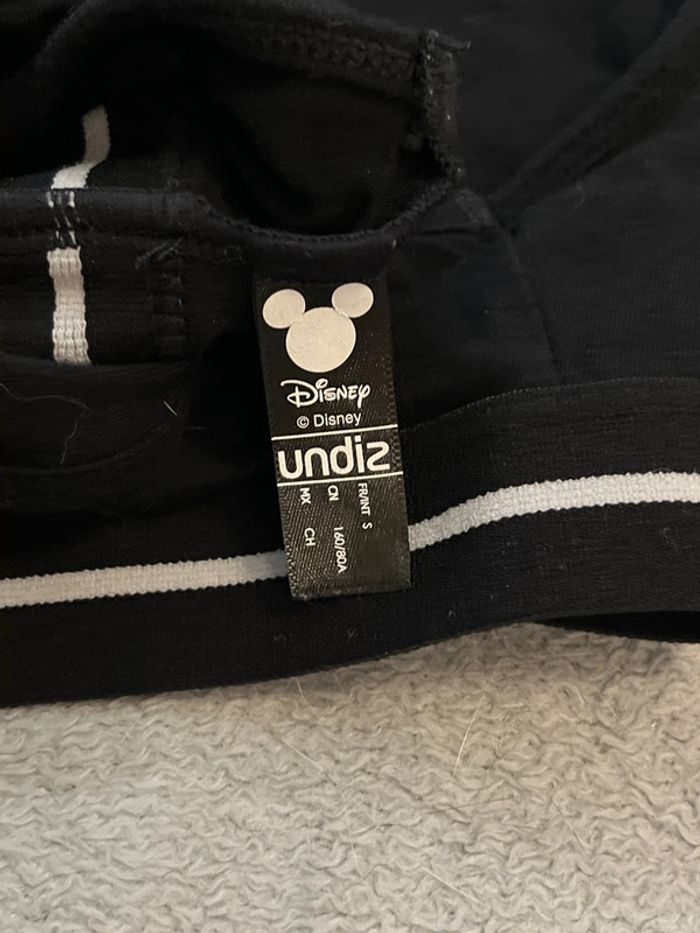 Disney
© Disney
undiz
FR/INT S
CN 160/80A
MX CH